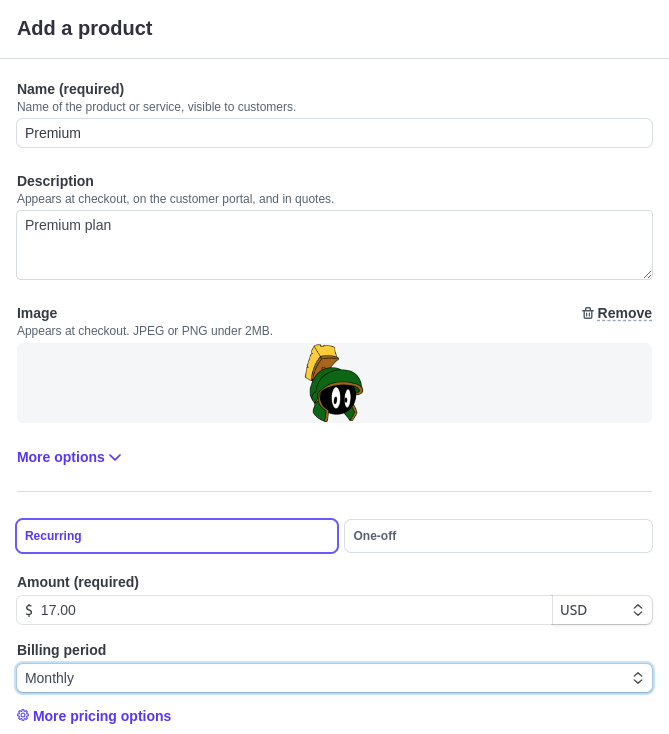 Add a product
Name (required)
Name of the product or service, visible to customers.
Premium
Description
Appears at checkout, on the customer portal, and in quotes.
Premium plan
Image
Remove
Appears at checkout. JPEG or PNG under 2MB.
More options
Recurring
One-off
Amount (required)
$ 17.00
USD
Billing period
Monthly
More pricing options